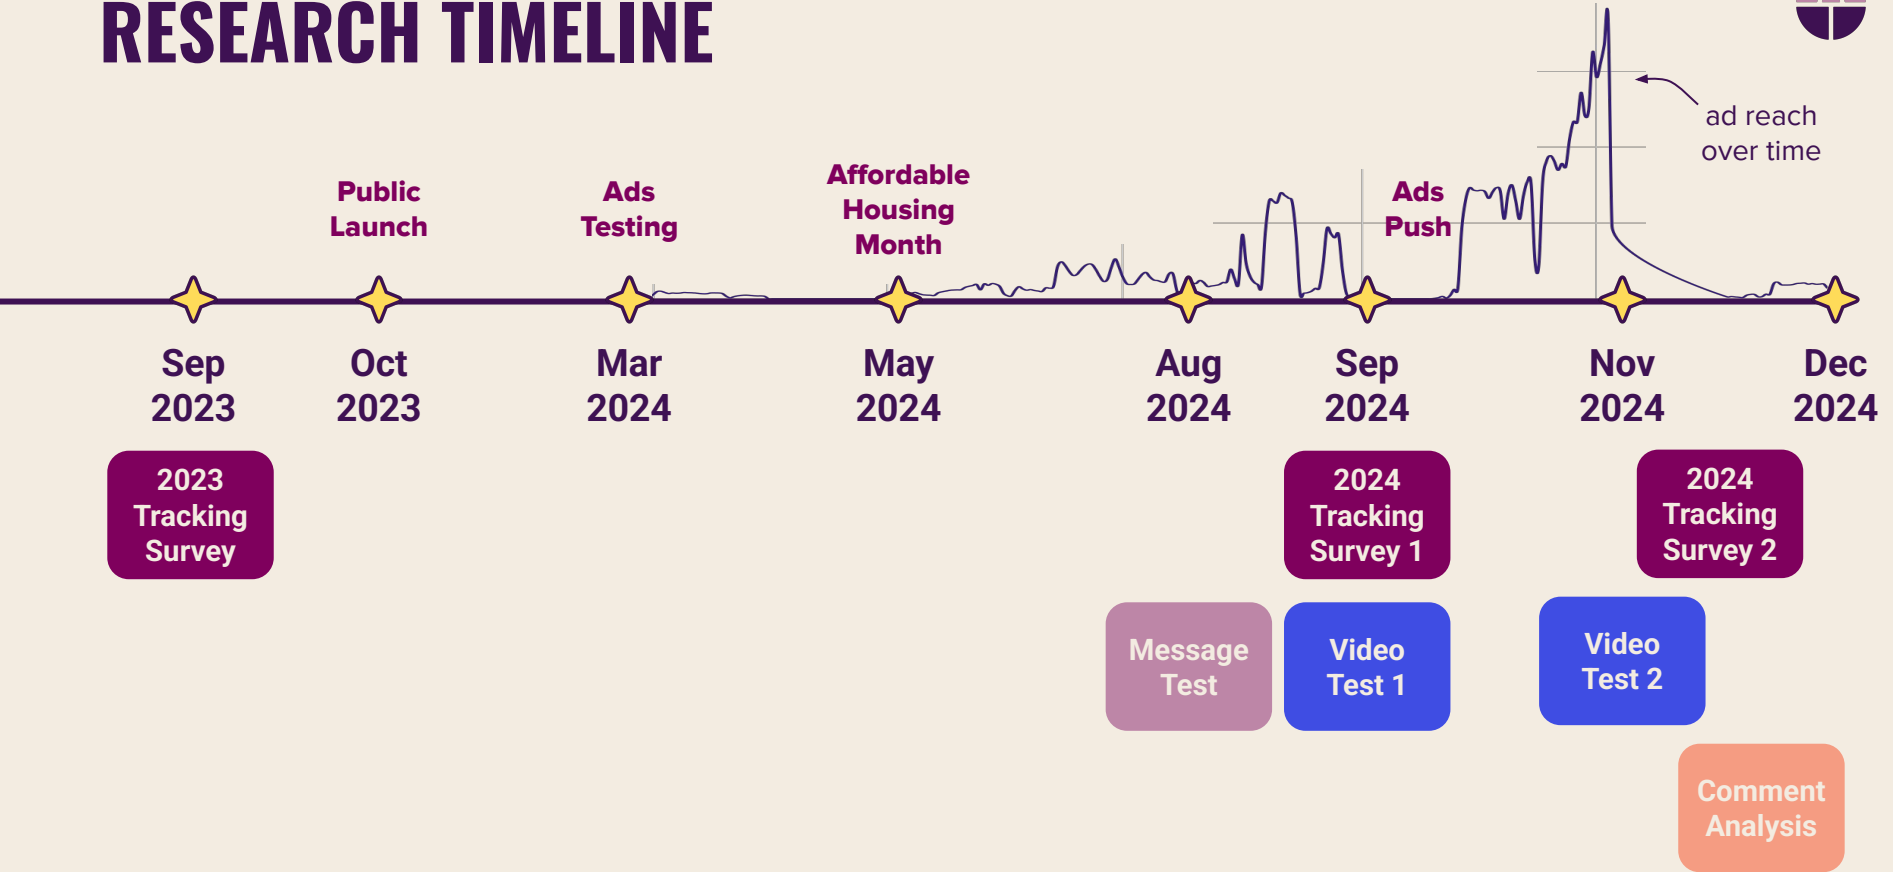 RESEARCH TIMELINE
ad reach
over time
Public
Launch
Ads
Testing
Affordable
Housing
Month
Ads
Push
Sep
2023
Oct
2023
Mar
2024
May
2024
Aug
2024
Sep
2024
Nov
2024
Dec
2024
2023
Tracking
Survey
2024
Tracking
Survey 1
2024
Tracking
Survey 2
Message
Test
Video
Test 1
Video
Test 2
Comment
Analysis